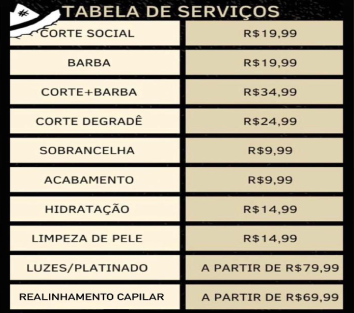 TABELA DE SERVIÇOS
CORTE SOCIAL R$19,99
BARBA R$19,99
CORTE+BARBA R$34,99
CORTE DEGRADÊ R$24,99
SOBRANCELHA R$9,99
ACABAMENTO R$9,99
HIDRATAÇÃO R$14,99
LIMPEZA DE PELE R$14,99
LUZES/PLATINADO A PARTIR DE R$79,99
REALINHAMENTO CAPILAR A PARTIR DE R$69,99